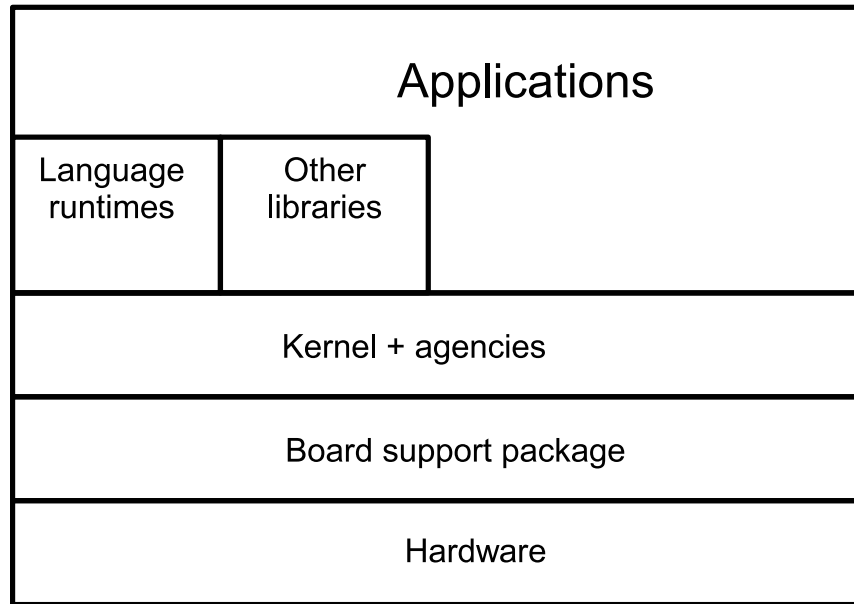 Applications
Language
runtimes
Other
libraries
Kernel + agencies
Board support package
Hardware